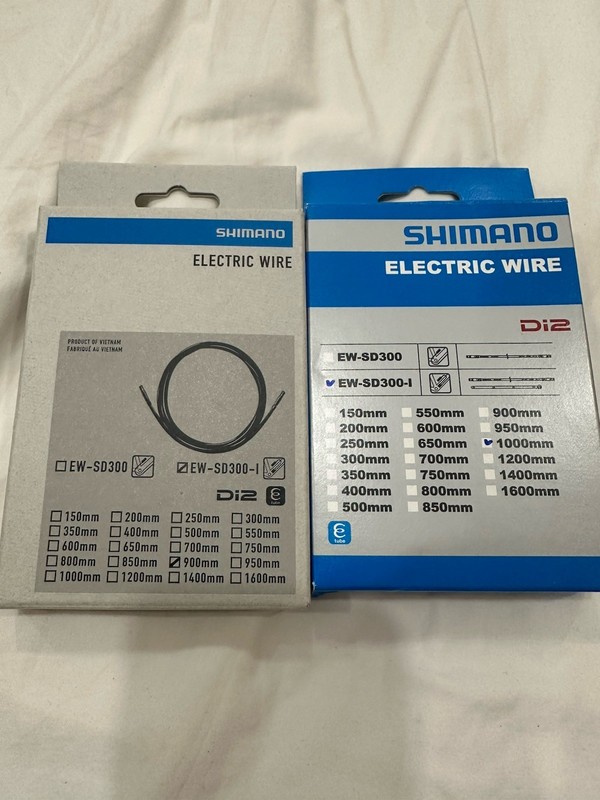 SHIMANO
ELECTRIC WIRE
PRODUCT OF VIETNAM
FABRIQUÉ AU VIETNAM
EW-SD300 EW-SD300-I
Di2
150mm 200mm 250mm 300mm
350mm 400mm 500mm 550mm
600mm 650mm 700mm 750mm
800mm 850mm 900mm 950mm
1000mm 1200mm 1400mm 1600mm
SHIMANO
ELECTRIC WIRE
Di2
EW-SD300
EW-SD300-I
150mm 550mm 900mm
200mm 600mm 950mm
250mm 650mm 1000mm
300mm 700mm 1200mm
350mm 750mm 1400mm
400mm 800mm 1600mm
500mm 850mm
E tube